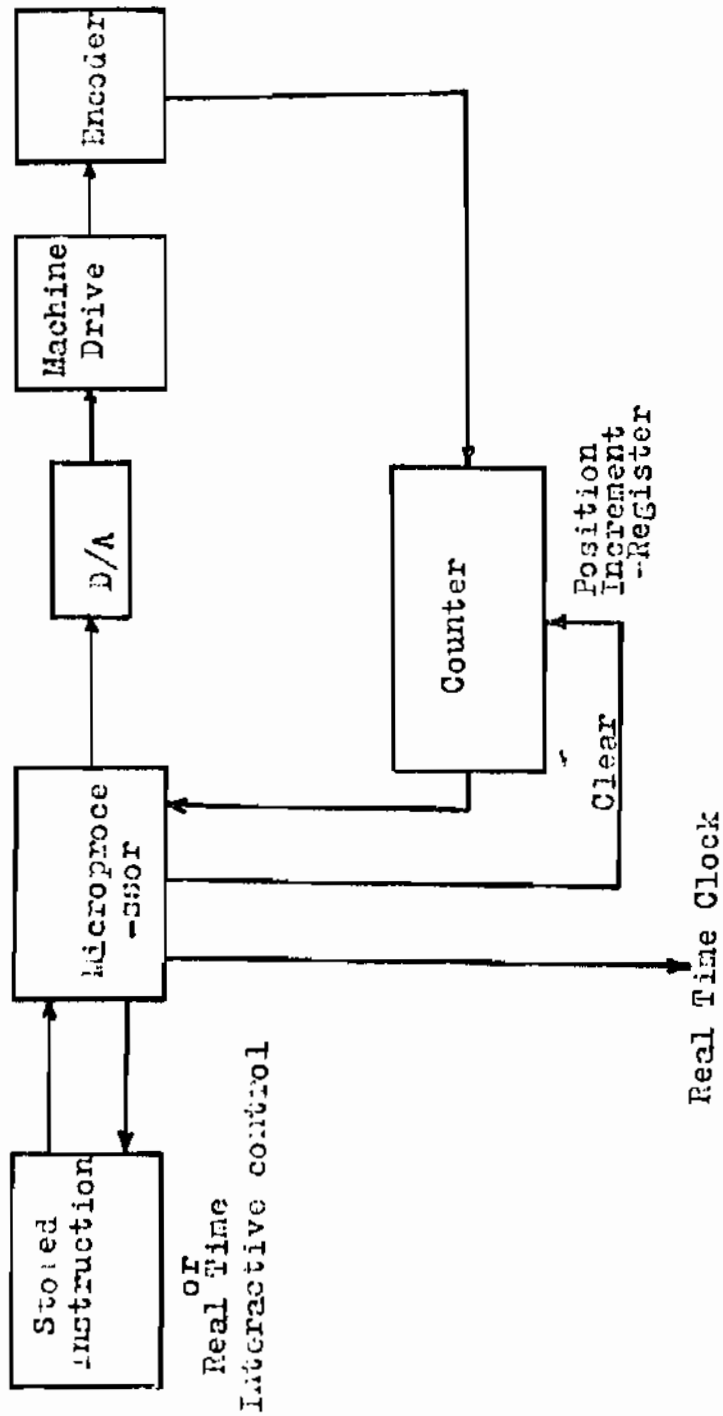 Stored
instruction
or
Real Time
Interactive control
Microproce
-ssor
D/A
Machine
Drive
Encoder
Counter
Position
Increment
-Register
Clear
Real Time Clock